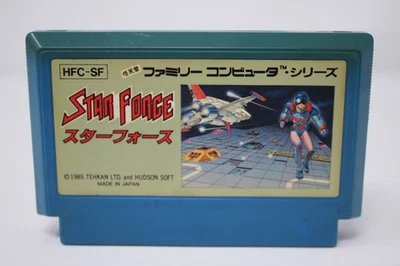 HFC-SF
任天堂 ファミリー コンピュータ™・シリーズ
STAR FORCE
スターフォース
©1985 TEHKAN LTD. and HUDSON SOFT
MADE IN JAPAN